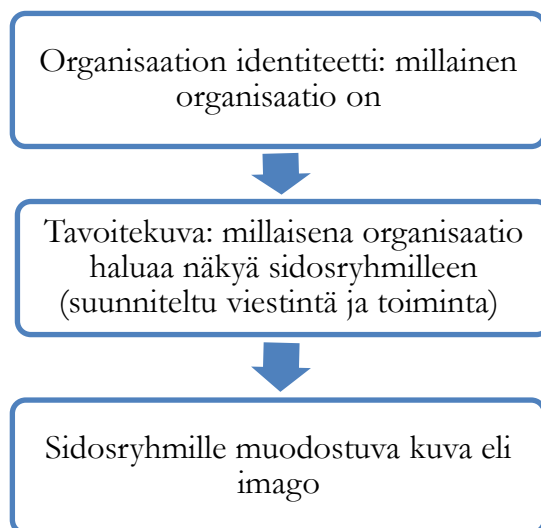 Organisaation identiteetti: millainen
organisaatio on
Tavoitekuva: millaisena organisaatio
haluaa näkyä sidosryhmilleen
(suunniteltu viestintä ja toiminta)
Sidosryhmille muodostuva kuva eli
imago